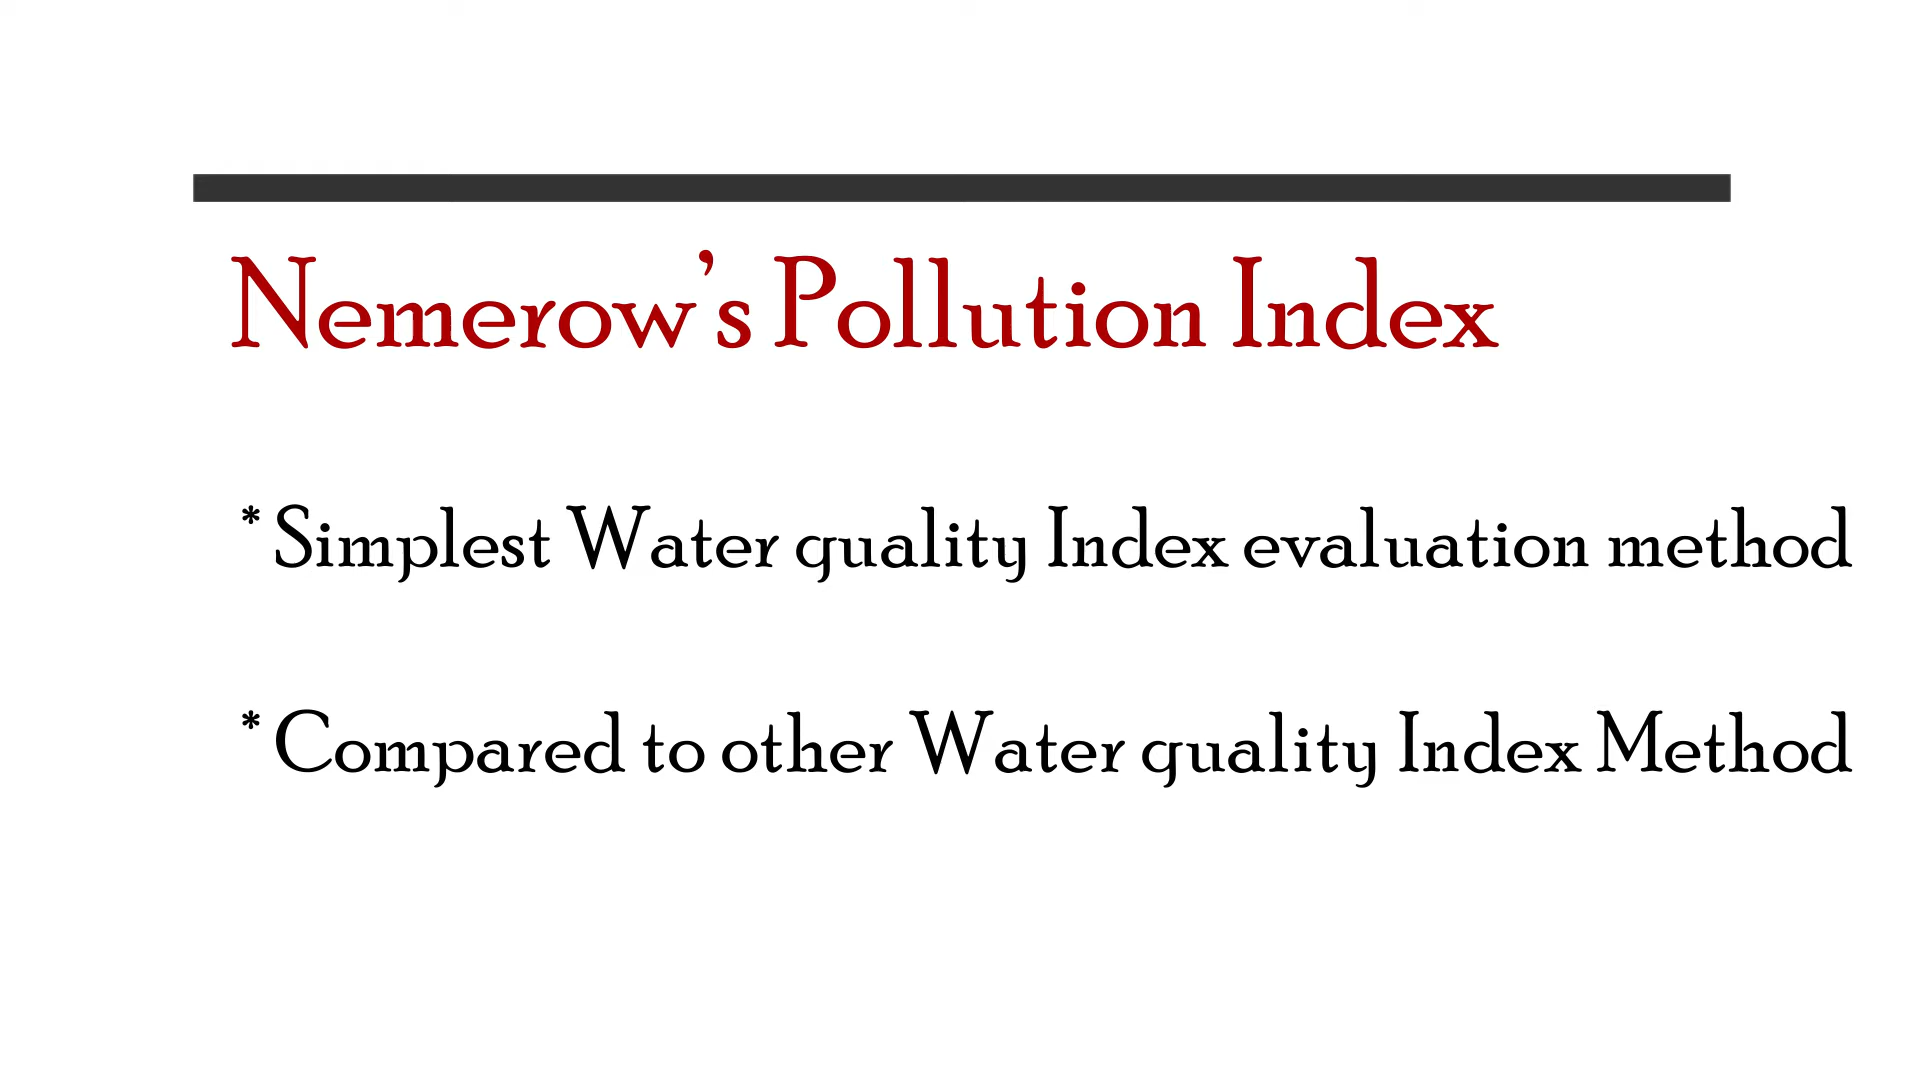 Nemerow’s Pollution Index
* Simplest Water quality Index evaluation method
* Compared to other Water quality Index Method